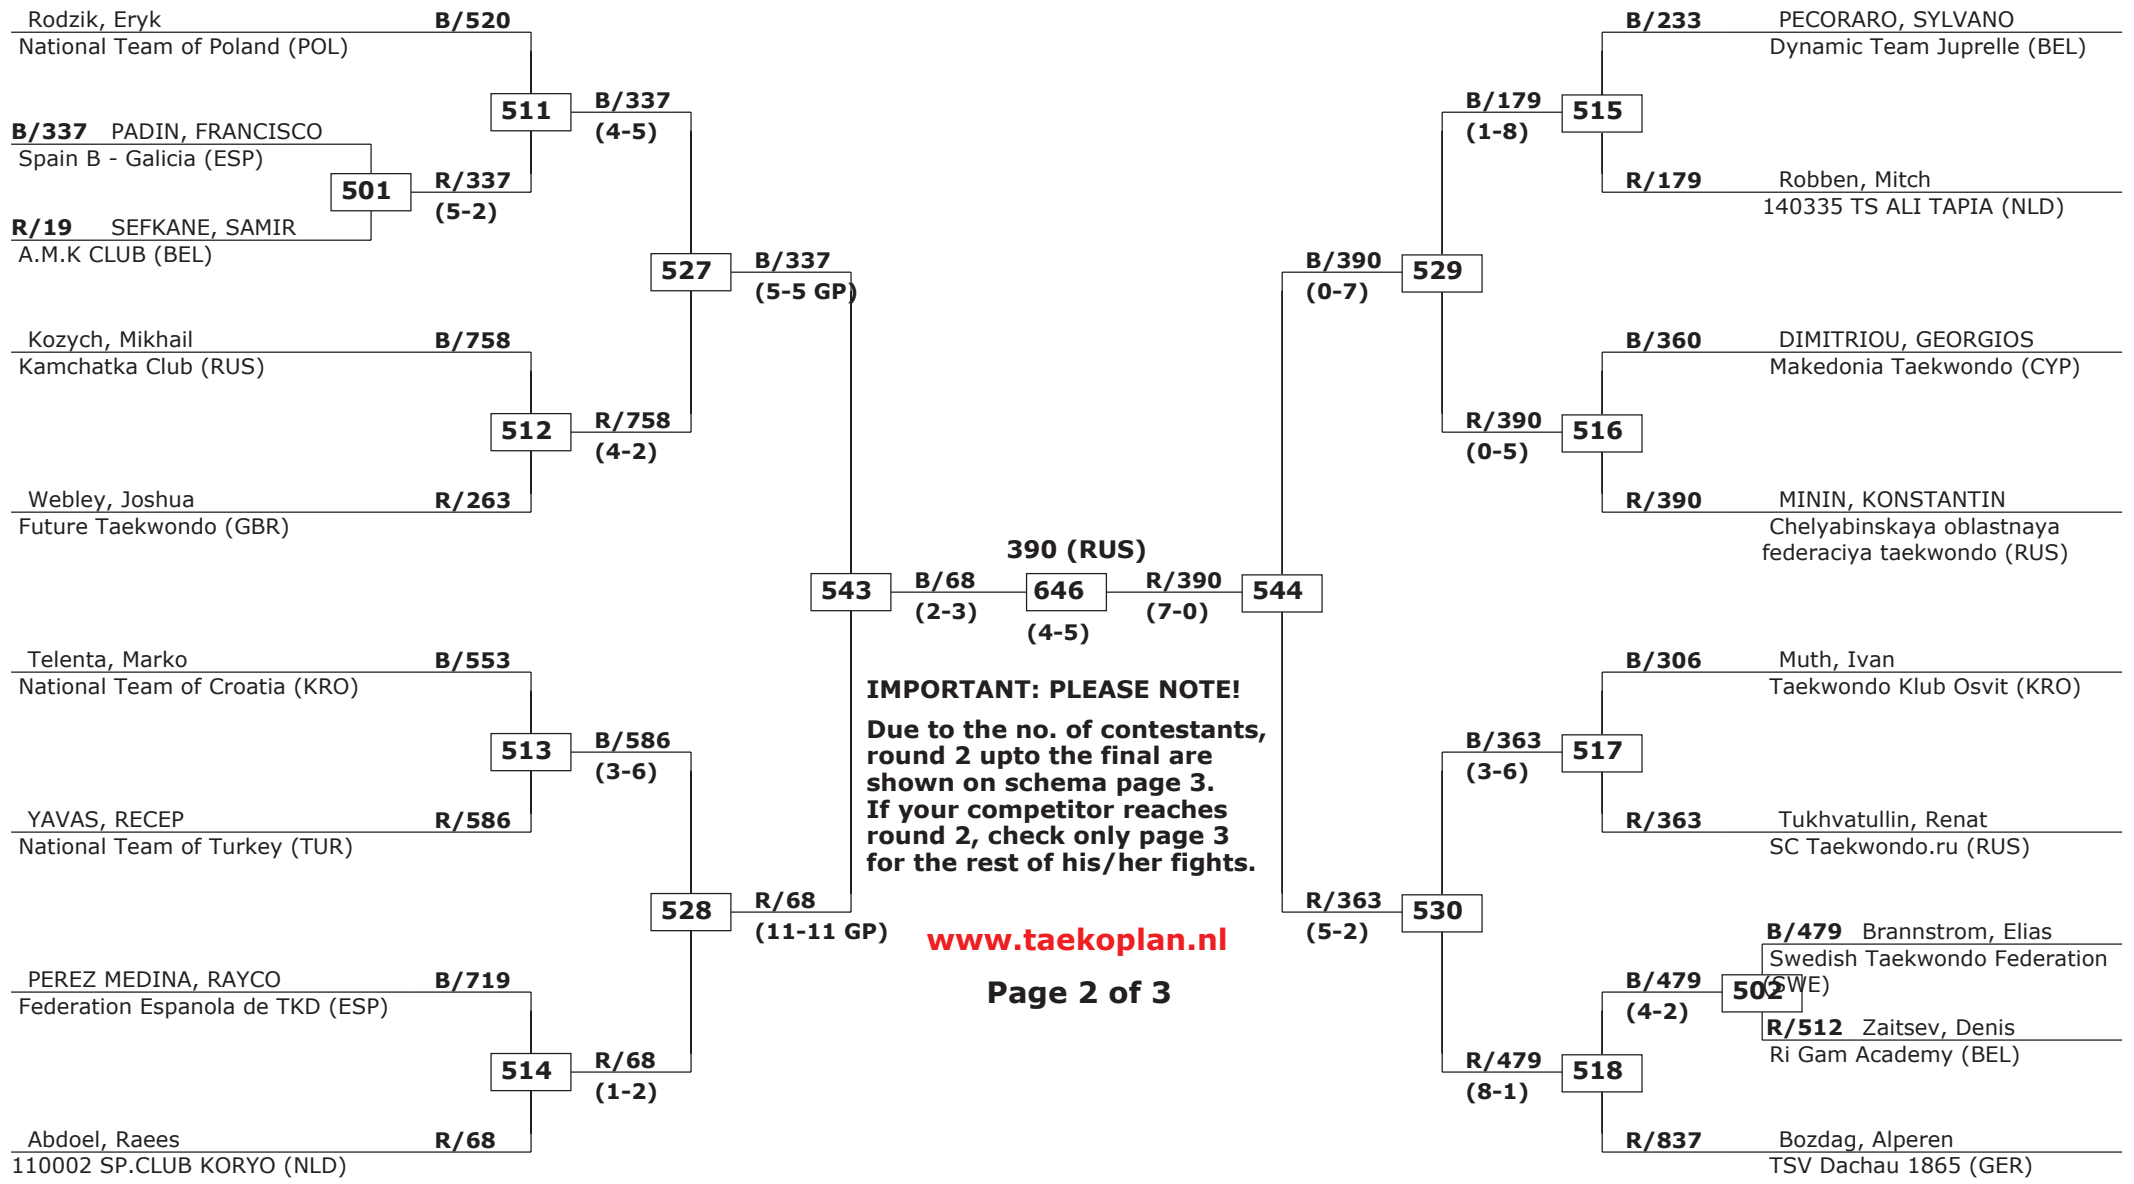 Rodzik, Eryk B/520
National Team of Poland (POL)
511
B/337
(4-5)
B/337 PADIN, FRANCISCO
Spain B - Galicia (ESP)
501
R/337
(5-2)
R/19 SEFKANE, SAMIR
A.M.K CLUB (BEL)
527
B/337
(5-5 GP)
Kozych, Mikhail B/758
Kamchatka Club (RUS)
512
R/758
(4-2)
Webley, Joshua R/263
Future Taekwondo (GBR)
543
B/68
(2-3)
Telenta, Marko B/553
National Team of Croatia (KRO)
513
B/586
(3-6)
YAVAS, RECEP R/586
National Team of Turkey (TUR)
528
R/68
(11-11 GP)
PEREZ MEDINA, RAYCO B/719
Federation Espanola de TKD (ESP)
514
R/68
(1-2)
Abdoel, Raees R/68
110002 SP.CLUB KORYO (NLD)
390 (RUS)
646
(4-5)
IMPORTANT: PLEASE NOTE!
Due to the no. of contestants,
round 2 upto the final are
shown on schema page 3.
If your competitor reaches
round 2, check only page 3
for the rest of his/her fights.
www.taekoplan.nl
Page 2 of 3
B/233 PECORARO, SYLVANO
Dynamic Team Juprelle (BEL)
B/179
(1-8)
515
R/179 Robben, Mitch
140335 TS ALI TAPIA (NLD)
B/390
(0-7)
529
B/360 DIMITRIOU, GEORGIOS
Makedonia Taekwondo (CYP)
R/390
(0-5)
516
R/390 MININ, KONSTANTIN
Chelyabinskaya oblastnaya
federaciya taekwondo (RUS)
R/390
(7-0)
544
B/306 Muth, Ivan
Taekwondo Klub Osvit (KRO)
B/363
(3-6)
517
R/363 Tukhvatullin, Renat
SC Taekwondo.ru (RUS)
R/363
(5-2)
530
B/479 Brannstrom, Elias
Swedish Taekwondo Federation
(SWE)
B/479
(4-2)
502
R/512 Zaitsev, Denis
Ri Gam Academy (BEL)
R/479
(8-1)
518
R/837 Bozdag, Alperen
TSV Dachau 1865 (GER)